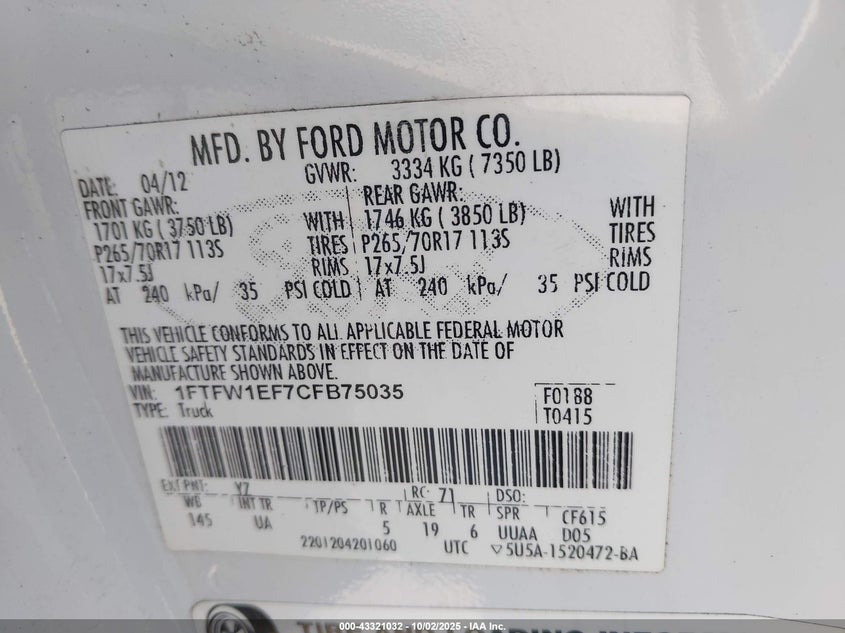 MFD. BY FORD MOTOR CO.
DATE: 04/12 GVWR: 3334 KG ( 7350 LB)
FRONT GAWR: REAR GAWR:
1701 KG ( 3750 LB) WITH 1746 KG ( 3850 LB) WITH
P265/70R17 113S TIRES P265/70R17 113S TIRES
17x7.5J RIMS 17x7.5J RIMS
AT 240 kPa/ 35 PSI COLD AT 240 kPa/ 35 PSI COLD
THIS VEHICLE CONFORMS TO ALL APPLICABLE FEDERAL MOTOR
VEHICLE SAFETY STANDARDS IN EFFECT ON THE DATE OF
MANUFACTURE SHOWN ABOVE.
VIN: 1FTFW1EF7CFB75035 F0188
TYPE: Truck T0415
EXT PNT: YZ RC: 71 DSO:
WB INT TR TP/PS R AXLE TR SPR CF615
145 UA 5 19 6 UUAA D05
2201204201060 UTC ▽5U5A-1520472-BA
000-43321032 - 10/02/2025 - IAA, Inc.